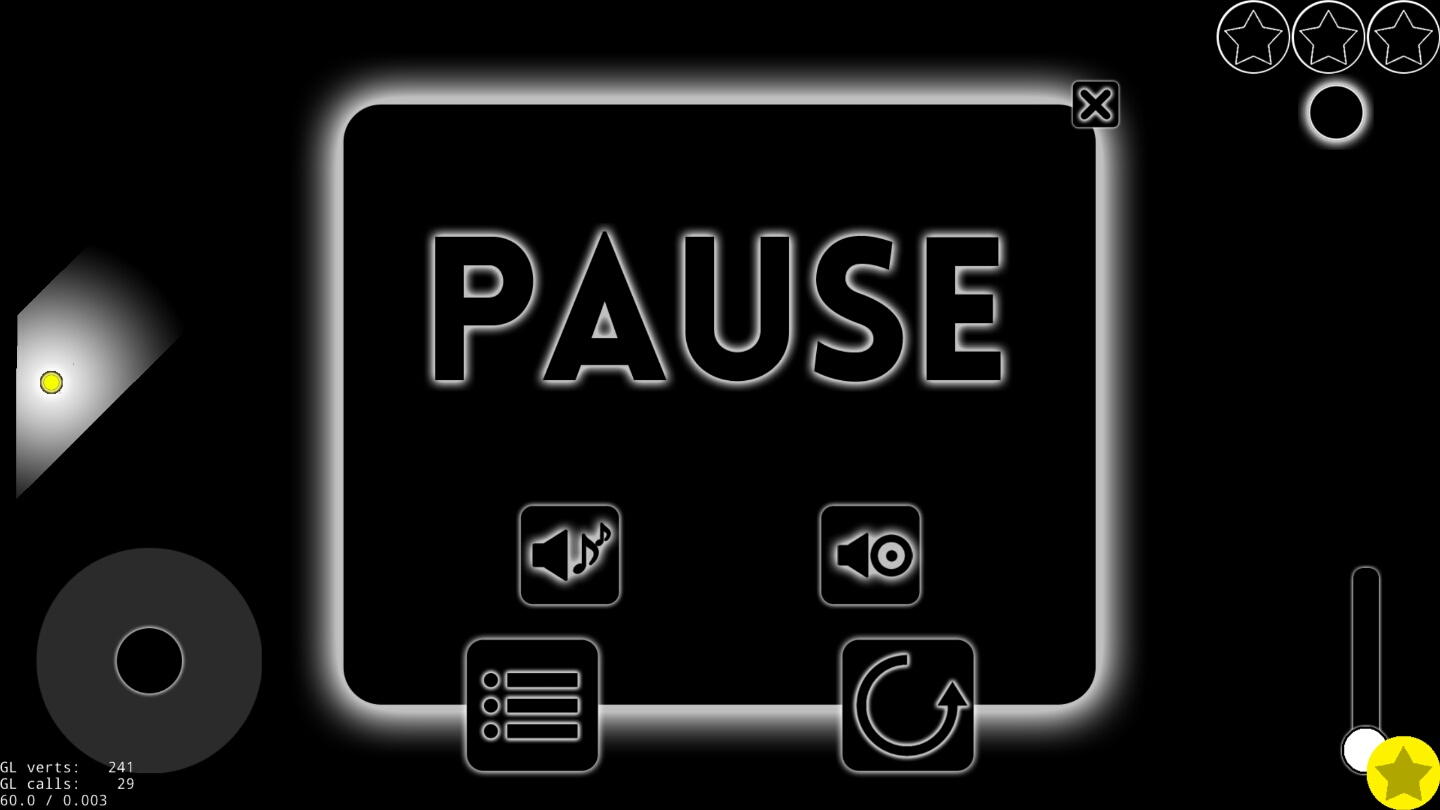 PAUSE
GL verts: 241
GL calls: 29
60.0 / 0.003